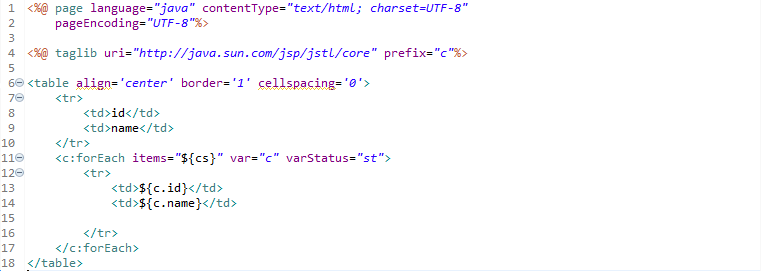 1 <%@ page language="java" contentType="text/html; charset=UTF-8"
2     pageEncoding="UTF-8"%>
3
4 <%@ taglib uri="http://java.sun.com/jsp/jstl/core" prefix="c"%>
5
6 <table align='center' border='1' cellspacing='0'>
7     <tr>
8         <td>id</td>
9         <td>name</td>
10     </tr>
11     <c:forEach items="${cs}" var="c" varStatus="st">
12         <tr>
13             <td>${c.id}</td>
14             <td>${c.name}</td>
15
16         </tr>
17     </c:forEach>
18 </table>